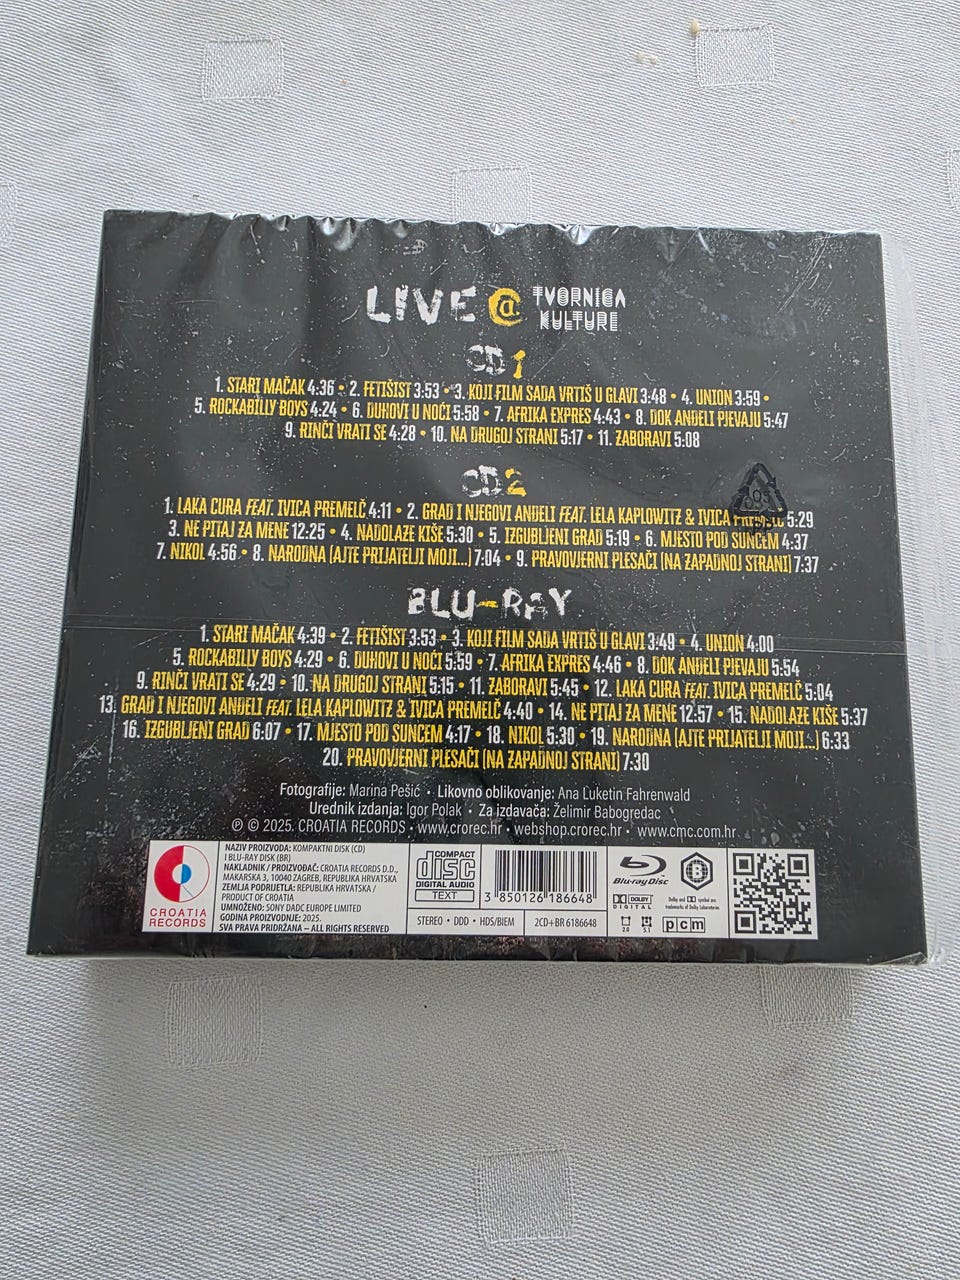 LIVE @ TVORNICA
KULTURE
CD 1
1. STARI MAČAK 4:36 • 2. FETIŠIST 3:53 • 3. KOJI FILM SADA VRTIŠ U GLAVI 3:48 • 4. UNION 3:59 •
5. ROCKABILLY BOYS 4:24 • 6. DUHOVI U NOĆI 5:58 • 7. AFRIKA EXPRES 4:43 • 8. DOK ANĐELI PJEVAJU 5:47
9. RINČI VRATI SE 4:28 • 10. NA DRUGOJ STRANI 5:17 • 11. ZABORAVI 5:08
CD 2
1. LAKA CURA FEAT. IVICA PREMELČ 4:11 • 2. GRAD I NJEGOVI ANĐELI FEAT. LELA KAPLOWITZ & IVICA PREMELČ 5:29
3. NE PITAJ ZA MENE 12:25 • 4. NADOLAZE KIŠE 5:30 • 5. IZGUBLJENI GRAD 5:19 • 6. MJESTO POD SUNCEM 4:37
7. NIKOL 4:56 • 8. NARODNA (AJTE PRIJATELJI MOJI...) 7:04 • 9. PRAVOVJERNI PLESAČI (NA ZAPADNOJ STRANI) 7:37
BLU-RAY
1. STARI MAČAK 4:39 • 2. FETIŠIST 3:53 • 3. KOJI FILM SADA VRTIŠ U GLAVI 3:49 • 4. UNION 4:00
5. ROCKABILLY BOYS 4:29 • 6. DUHOVI U NOĆI 5:59 • 7. AFRIKA EXPRES 4:46 • 8. DOK ANĐELI PJEVAJU 5:54
9. RINČI VRATI SE 4:29 • 10. NA DRUGOJ STRANI 5:15 • 11. ZABORAVI 5:45 • 12. LAKA CURA FEAT. IVICA PREMELČ 5:04
13. GRAD I NJEGOVI ANĐELI FEAT. LELA KAPLOWITZ & IVICA PREMELČ 4:40 • 14. NE PITAJ ZA MENE 12:57 • 15. NADOLAZE KIŠE 5:37
16. IZGUBLJENI GRAD 6:07 • 17. MJESTO POD SUNCEM 4:17 • 18. NIKOL 5:30 • 19. NARODNA (AJTE PRIJATELJI MOJI...) 6:33
20. PRAVOVJERNI PLESAČI (NA ZAPADNOJ STRANI) 7:30
Fotografije: Marina Pešić • Likovno oblikovanje: Ana Luketin Fahrenwald
Urednik izdanja: Igor Polak • Za izdavača: Želimir Babogredac
℗ © 2025. CROATIA RECORDS • www.crorec.hr • webshop.crorec.hr • www.cmc.com.hr
CROATIA
RECORDS
NAZIV PROIZVODA: KOMPAKTNI DISK (CD)
I BLU-RAY DISK (BR)
NAKLADNIK / PROIZVOĐAČ: CROATIA RECORDS D.D.,
MAKARSKA 3, 10040 ZAGREB, REPUBLIKA HRVATSKA
ZEMLJA PODRIJETLA: REPUBLIKA HRVATSKA /
PRODUCT OF CROATIA
UMNOŽENO: SONY DADC EUROPE LIMITED
GODINA PROIZVODNJE: 2025.
SVA PRAVA PRIDRŽANA – ALL RIGHTS RESERVED
COMPACT
disc
DIGITAL AUDIO
TEXT
3 850126 186648
STEREO • DDD • HDS/BIEM
2CD+BR 6186648
Blu-ray Disc
DOLBY
DIGITAL
2.0 5.1
pcm
Dolby and symbol are
trademarks of Dolby Laboratories.
B
05